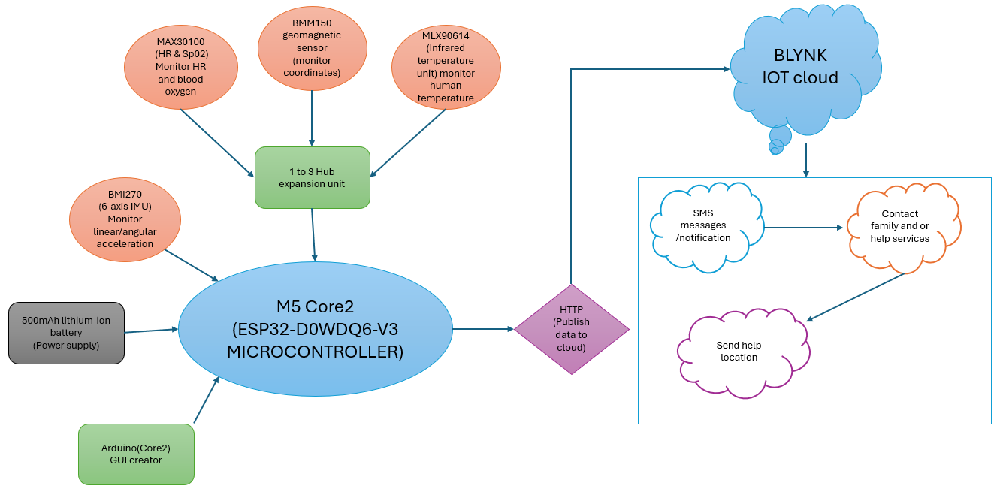 MAX30100
(HR & Sp02)
Monitor HR
and blood
oxygen
BMM150
geomagnetic
sensor
(monitor
coordinates)
MLX90614
(Infrared
temperature
unit) monitor
human
temperature
BLYNK
IOT cloud
1 to 3 Hub
expansion unit
BMI270
(6-axis IMU)
Monitor
linear/angular
acceleration
SMS
messages
/notification
Contact
family and or
help services
500mAh lithium-ion
battery
(Power supply)
M5 Core2
(ESP32-D0WDQ6-V3
MICROCONTROLLER)
HTTP
(Publish
data to
cloud)
Send help
location
Arduino(Core2)
GUI creator